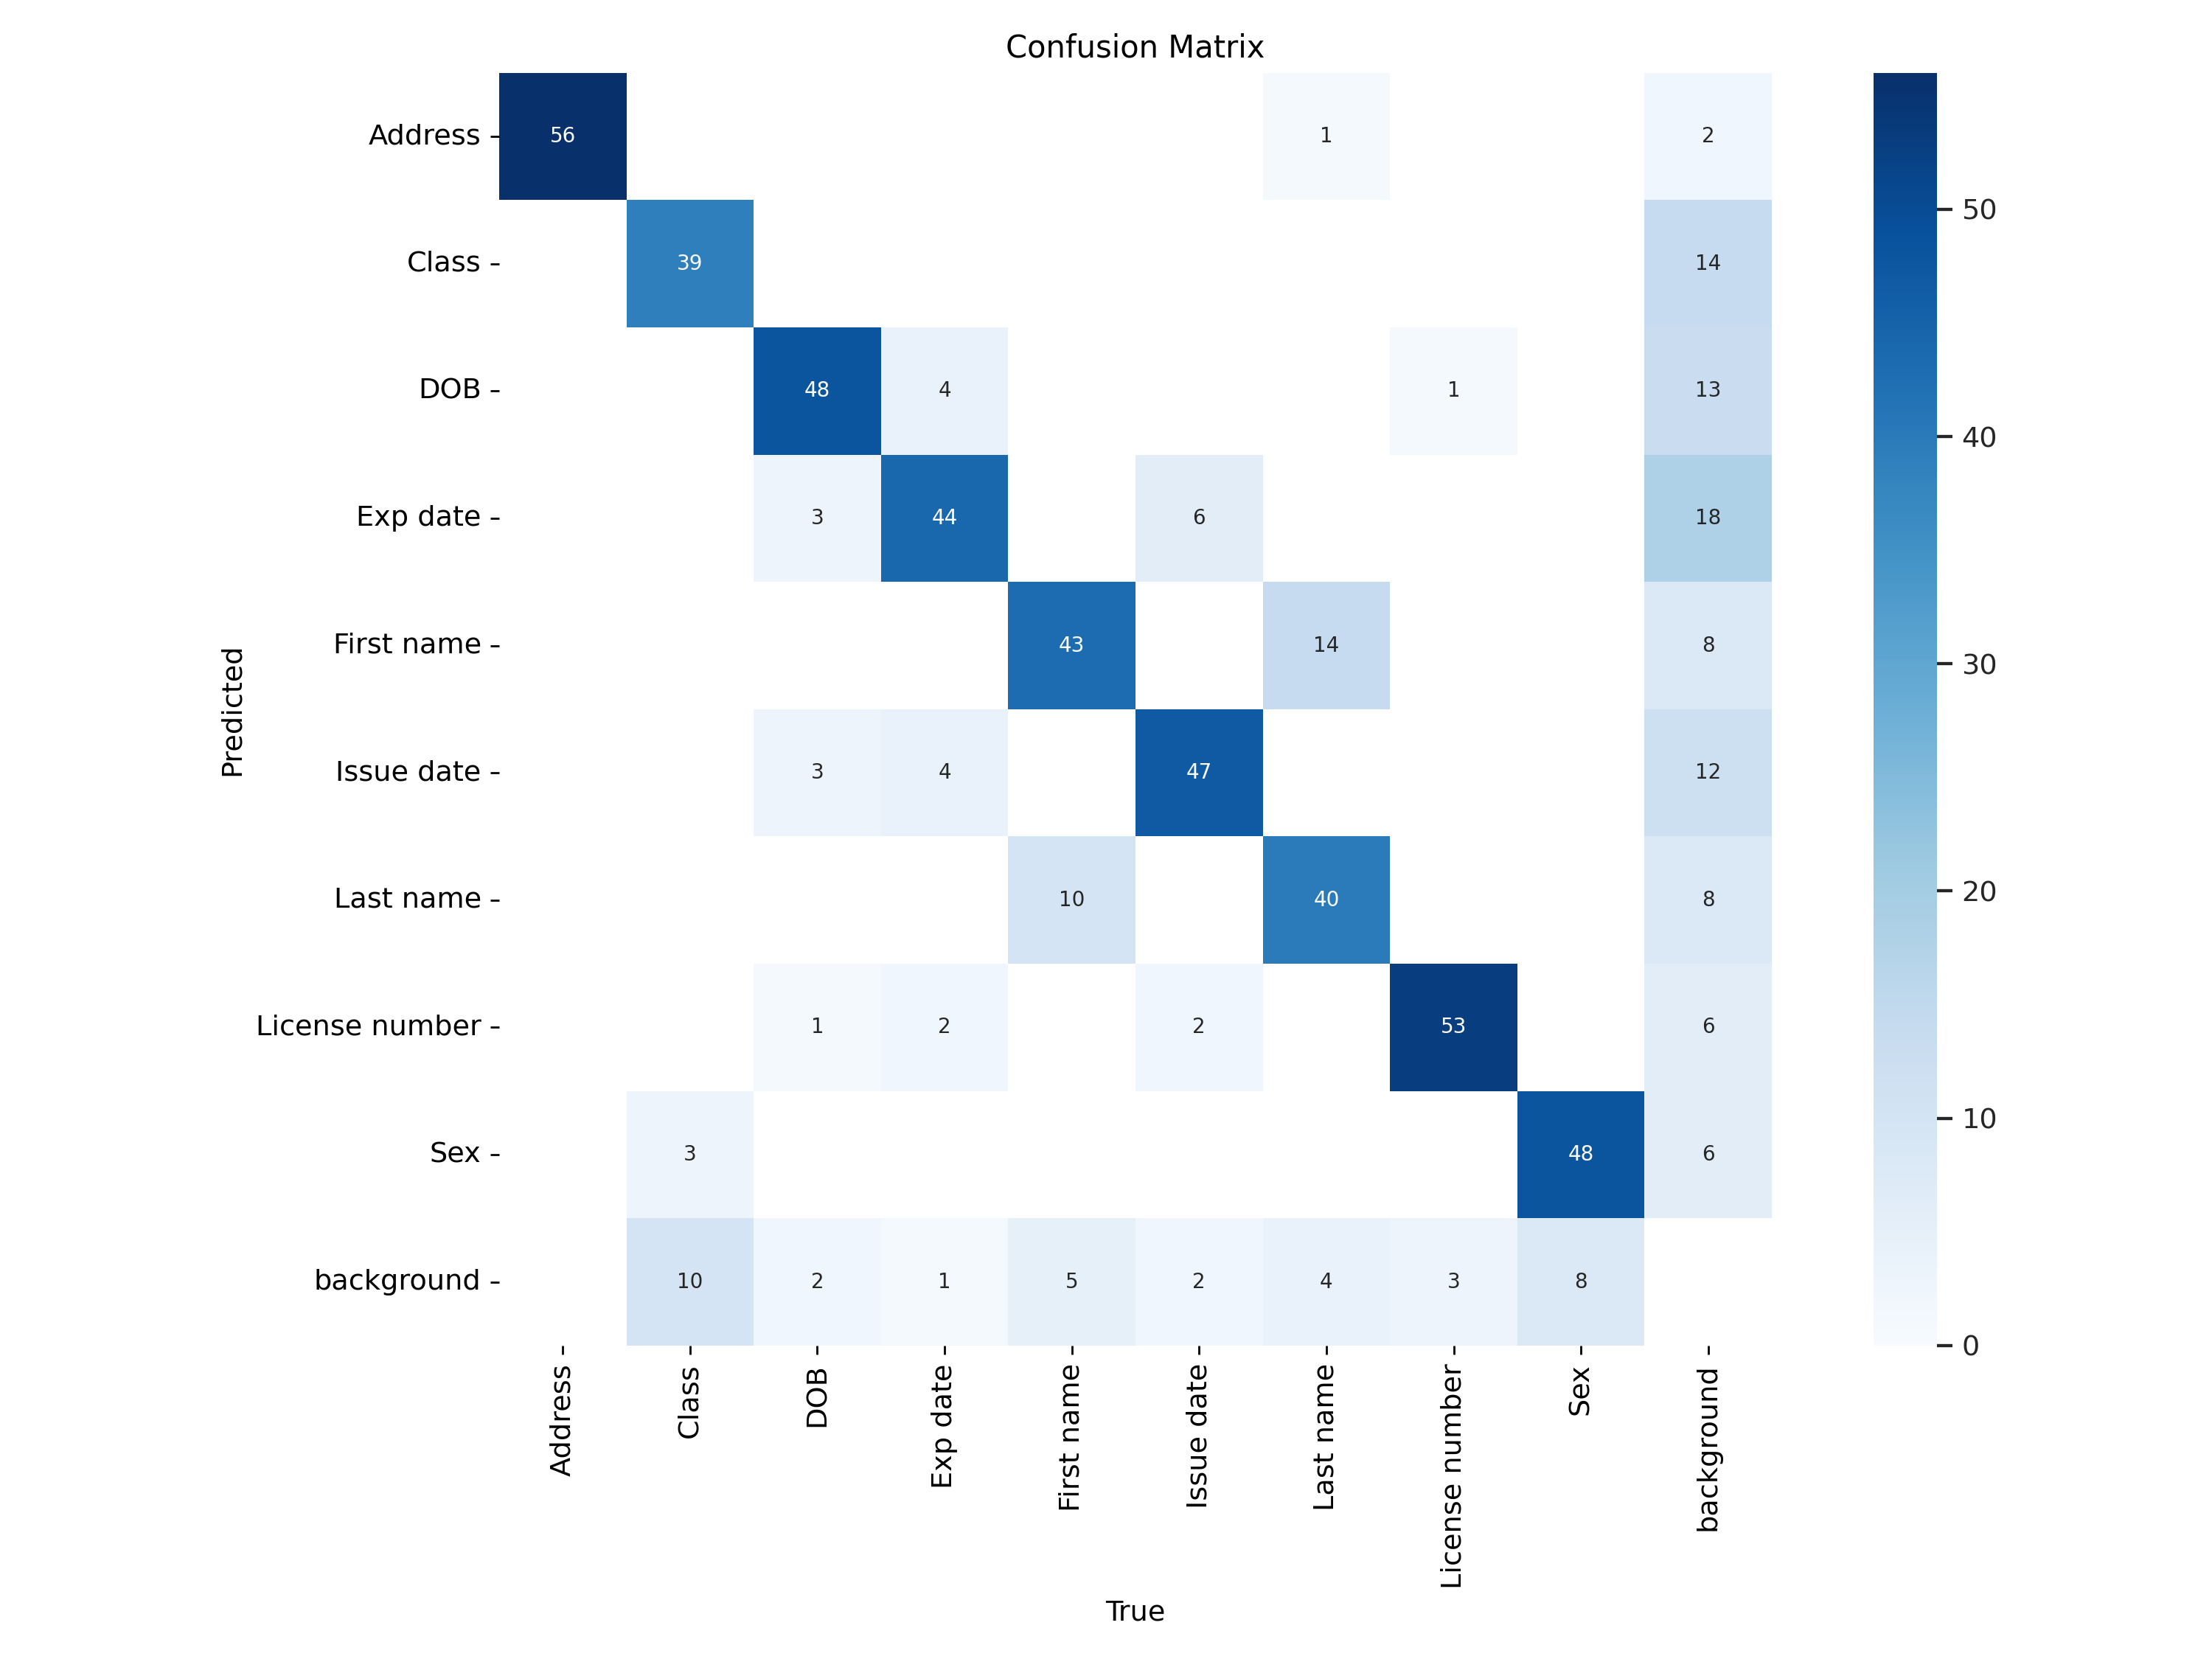 Confusion Matrix
Address 56 1 2
Class 39 14
DOB 48 4 1 13
Exp date 3 44 6 18
First name 43 14 8
Issue date 3 4 47 12
Last name 10 40 8
License number 1 2 2 53 6
Sex 3 48 6
background 10 2 1 5 2 4 3 8
Predicted
Address Class DOB Exp date First name Issue date Last name License number Sex background
True
50
40
30
20
10
0